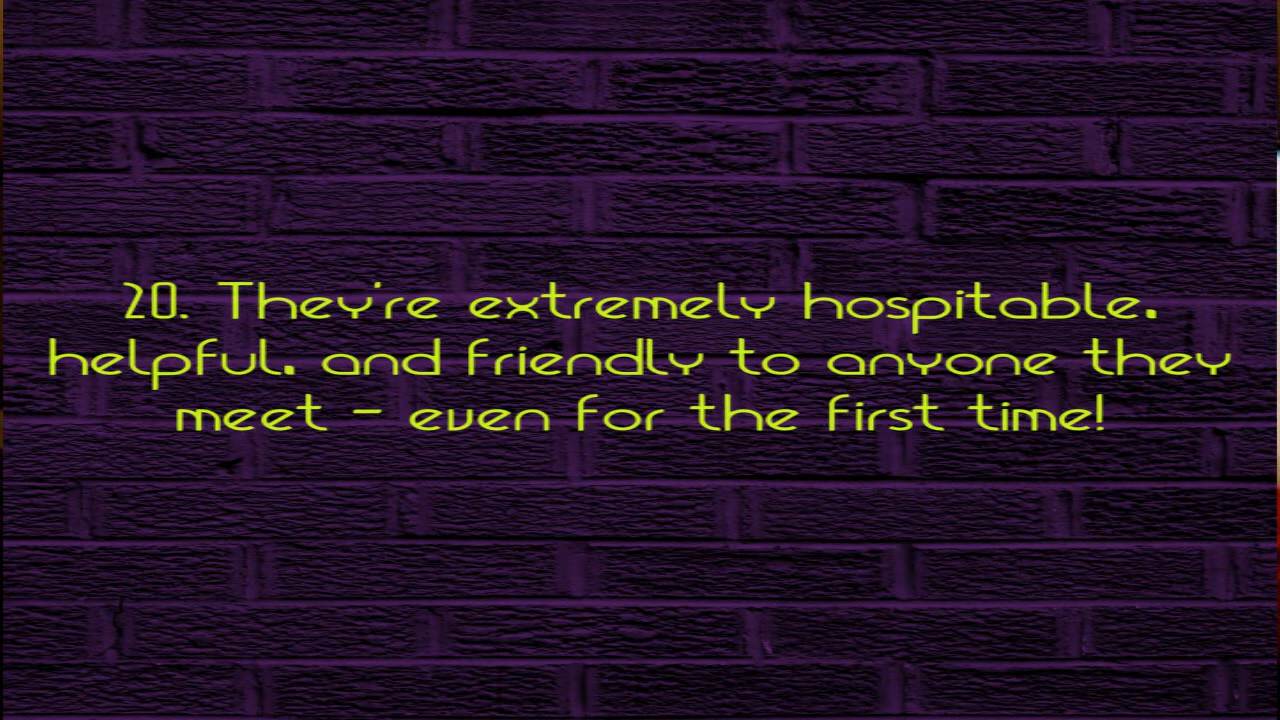 20. They're extremely hospitable,
helpful, and friendly to anyone they
meet - even for the first time!